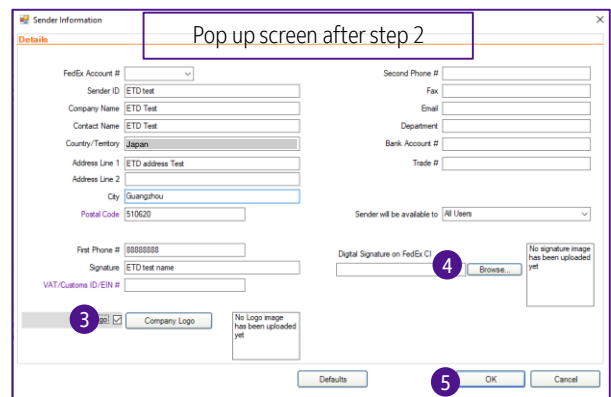 Sender Information
Pop up screen after step 2
Details
FedEx Account #
Sender ID ETD test
Company Name ETD Test
Contact Name ETD Test
Country/Territory Japan
Address Line 1 ETD address Test
Address Line 2
City Guangzhou
Postal Code 510620
First Phone # 88888888
Signature ETD test name
VAT/Customs ID/EIN #
3 Company Logo
No Logo image
has been uploaded
yet
Second Phone #
Fax
Email
Department
Bank Account #
Trade #
Sender will be available to All Users
Digital Signature on FedEx CI
4 Browse...
No signature image
has been uploaded
yet
Defaults
5 OK Cancel